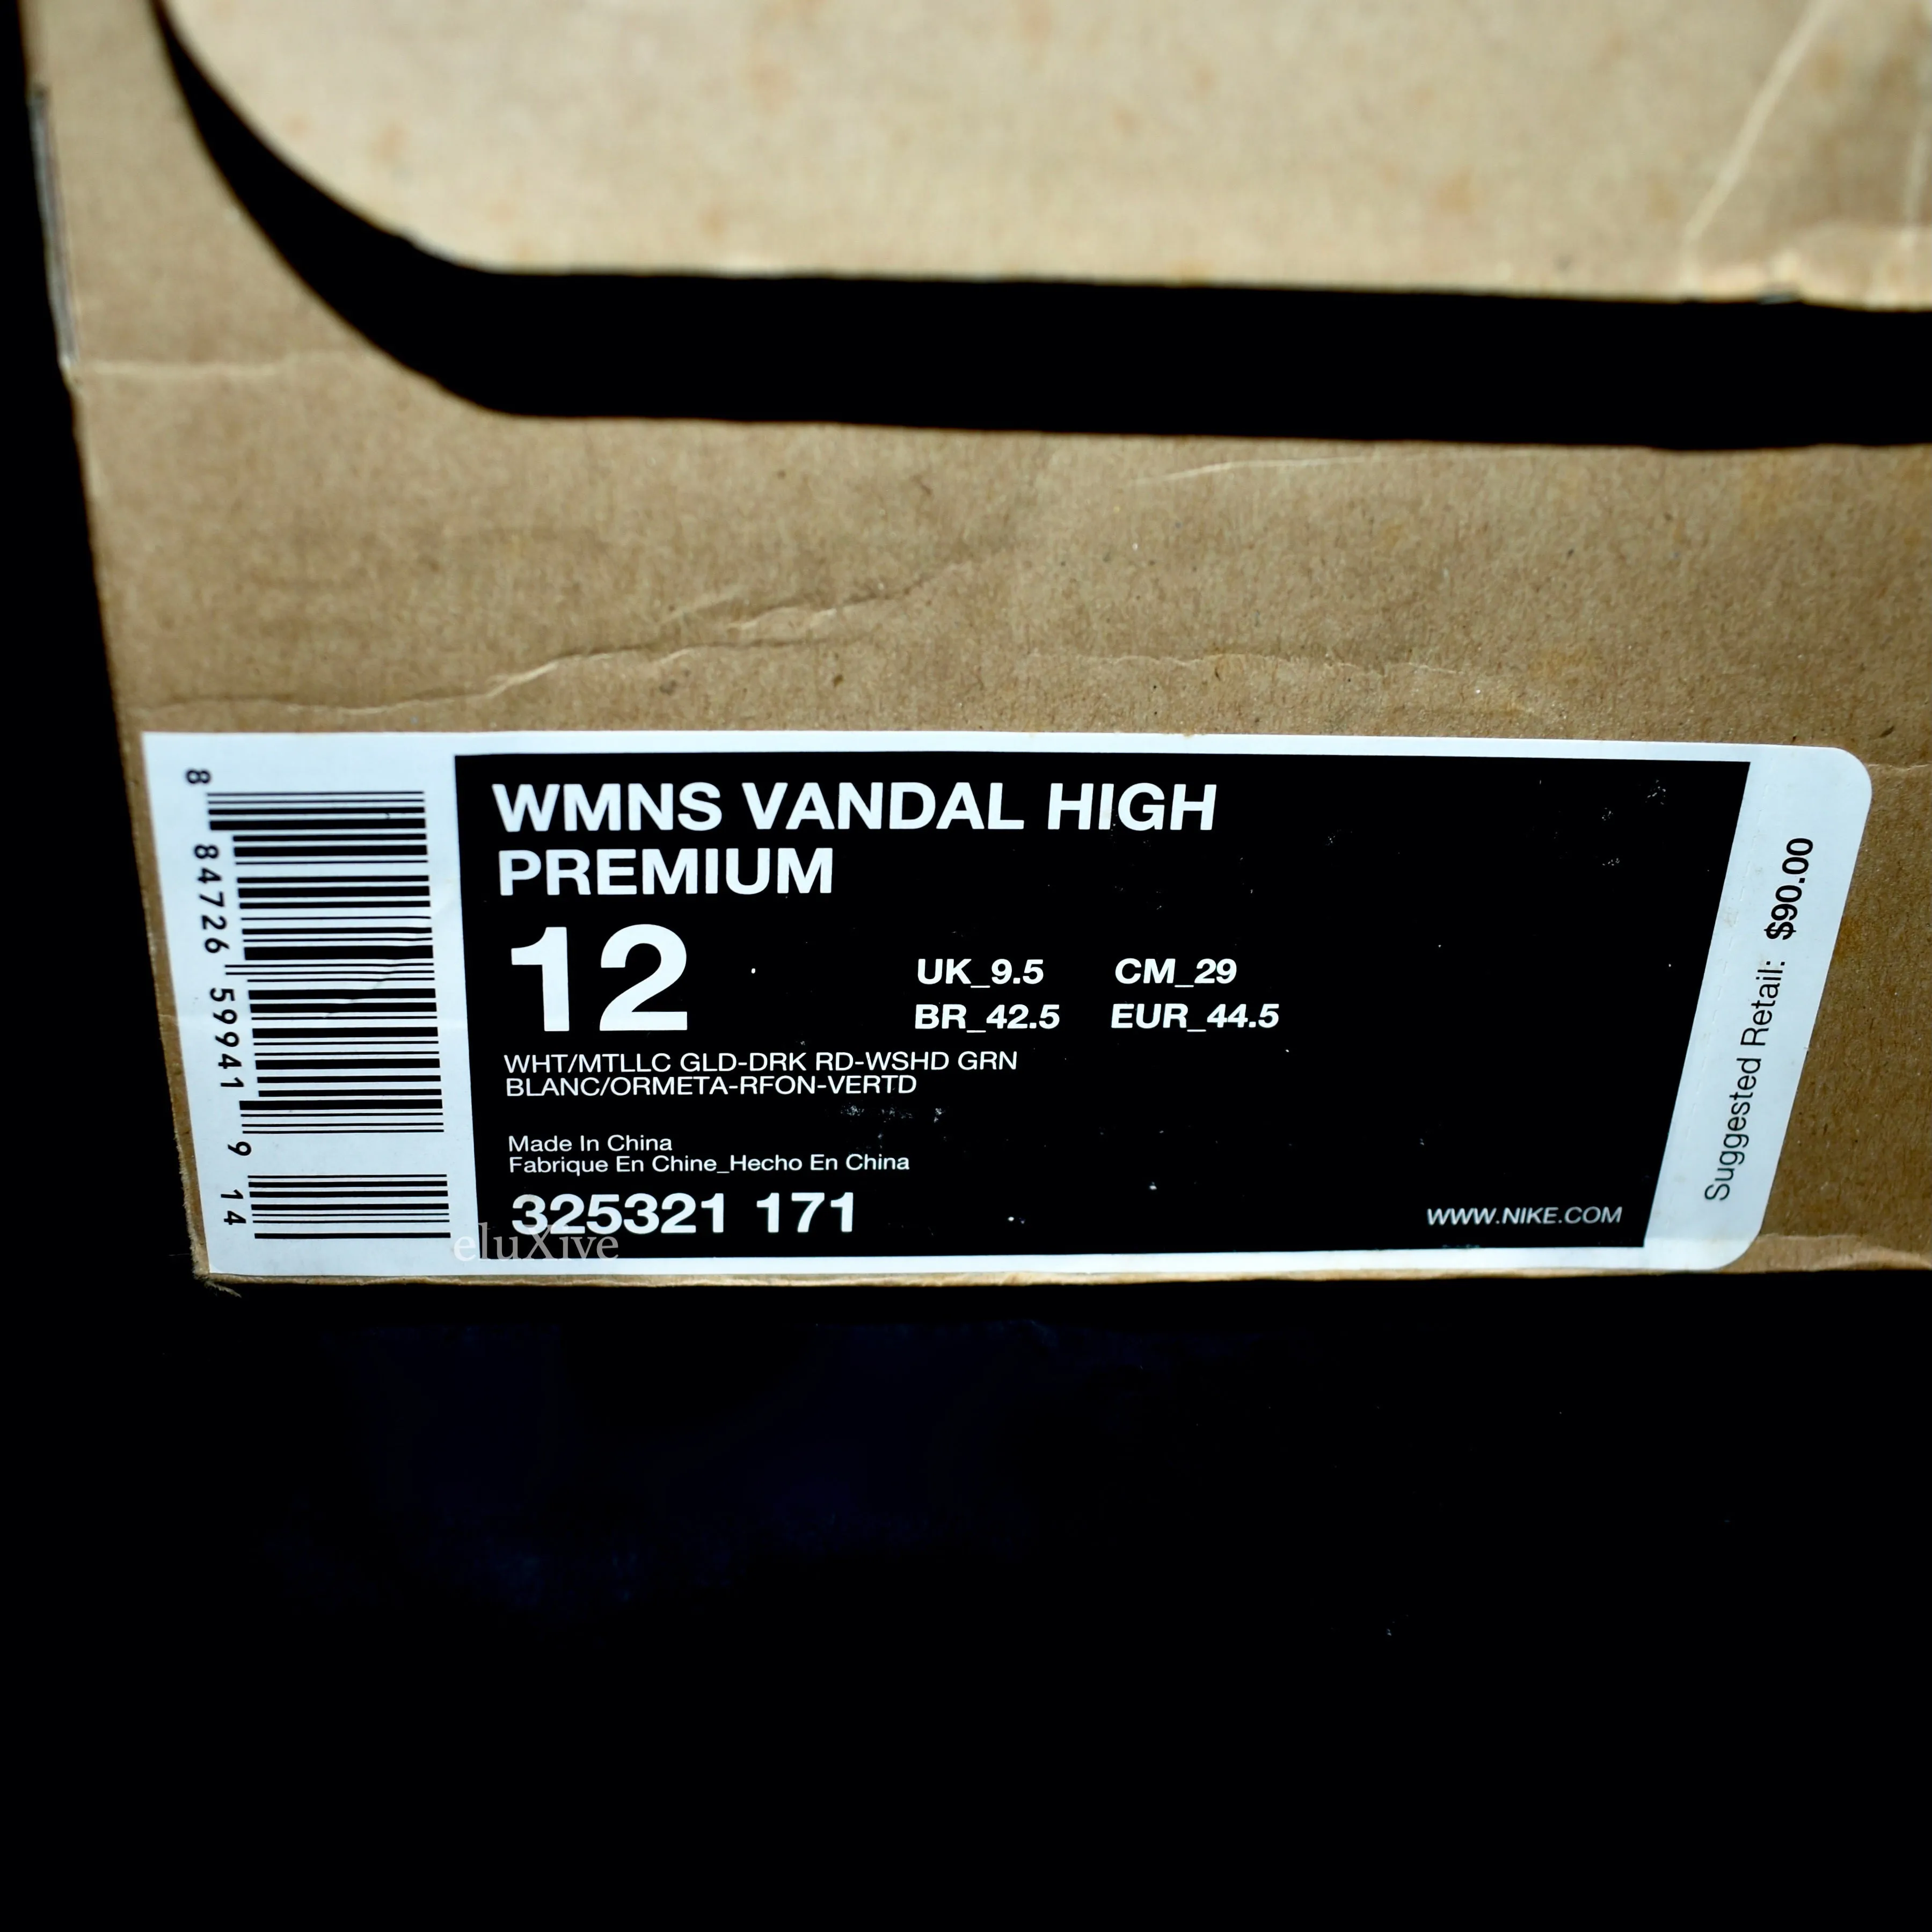 WMNS VANDAL HIGH
PREMIUM
12
UK_9.5 CM_29
BR_42.5 EUR_44.5
WHT/MTLLC GLD-DRK RD-WSHD GRN
BLANC/ORMETA-RFON-VERTD
Made In China
Fabrique En Chine_Hecho En China
325321 171
WWW.NIKE.COM
Suggested Retail: $90.00
8 84726 59941 9 14
eluXive